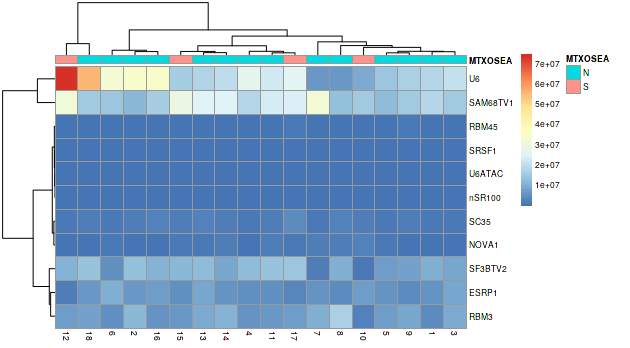 MTXOSEA
MTXOSEA
N
S
7e+07
6e+07
5e+07
4e+07
3e+07
2e+07
1e+07
U6
SAM68TV1
RBM45
SRSF1
U6ATAC
nSR100
SC35
NOVA1
SF3BTV2
ESRP1
RBM3
12 18 6 2 16 15 13 14 4 11 17 7 8 10 5 9 1 3